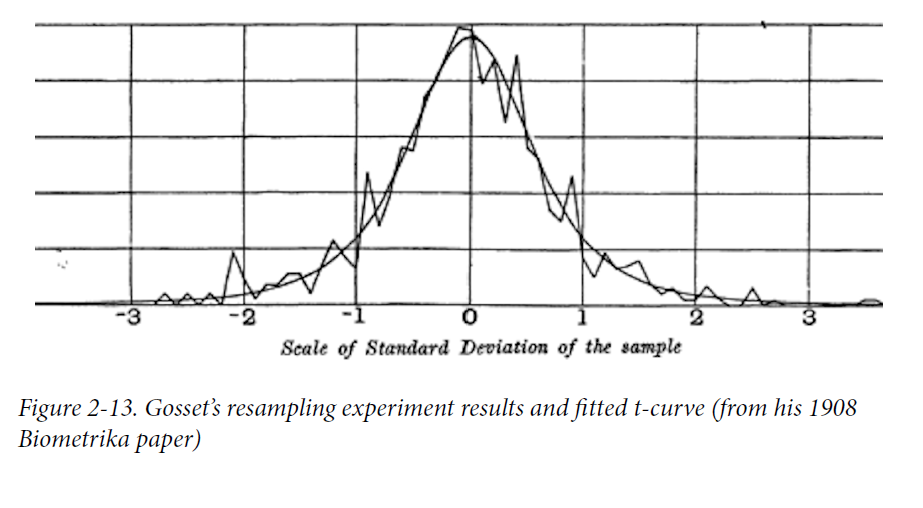 -3 -2 -1 0 1 2 3
Scale of Standard Deviation of the sample
Figure 2-13. Gosset’s resampling experiment results and fitted t-curve (from his 1908
Biometrika paper)